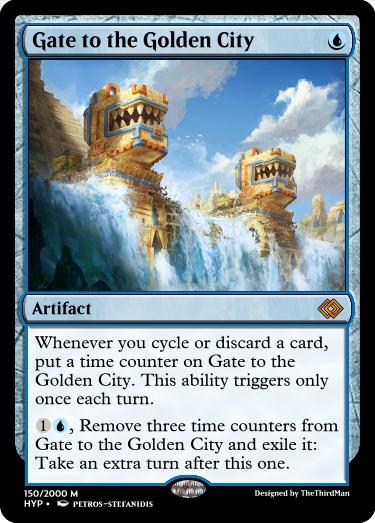 Gate to the Golden City
Artifact
Whenever you cycle or discard a card,
put a time counter on Gate to the
Golden City. This ability triggers only
once each turn.
1, Remove three time counters from
Gate to the Golden City and exile it:
Take an extra turn after this one.
150/2000 M
HYP • PETROS-STEFANIDIS
Designed by TheThirdMan